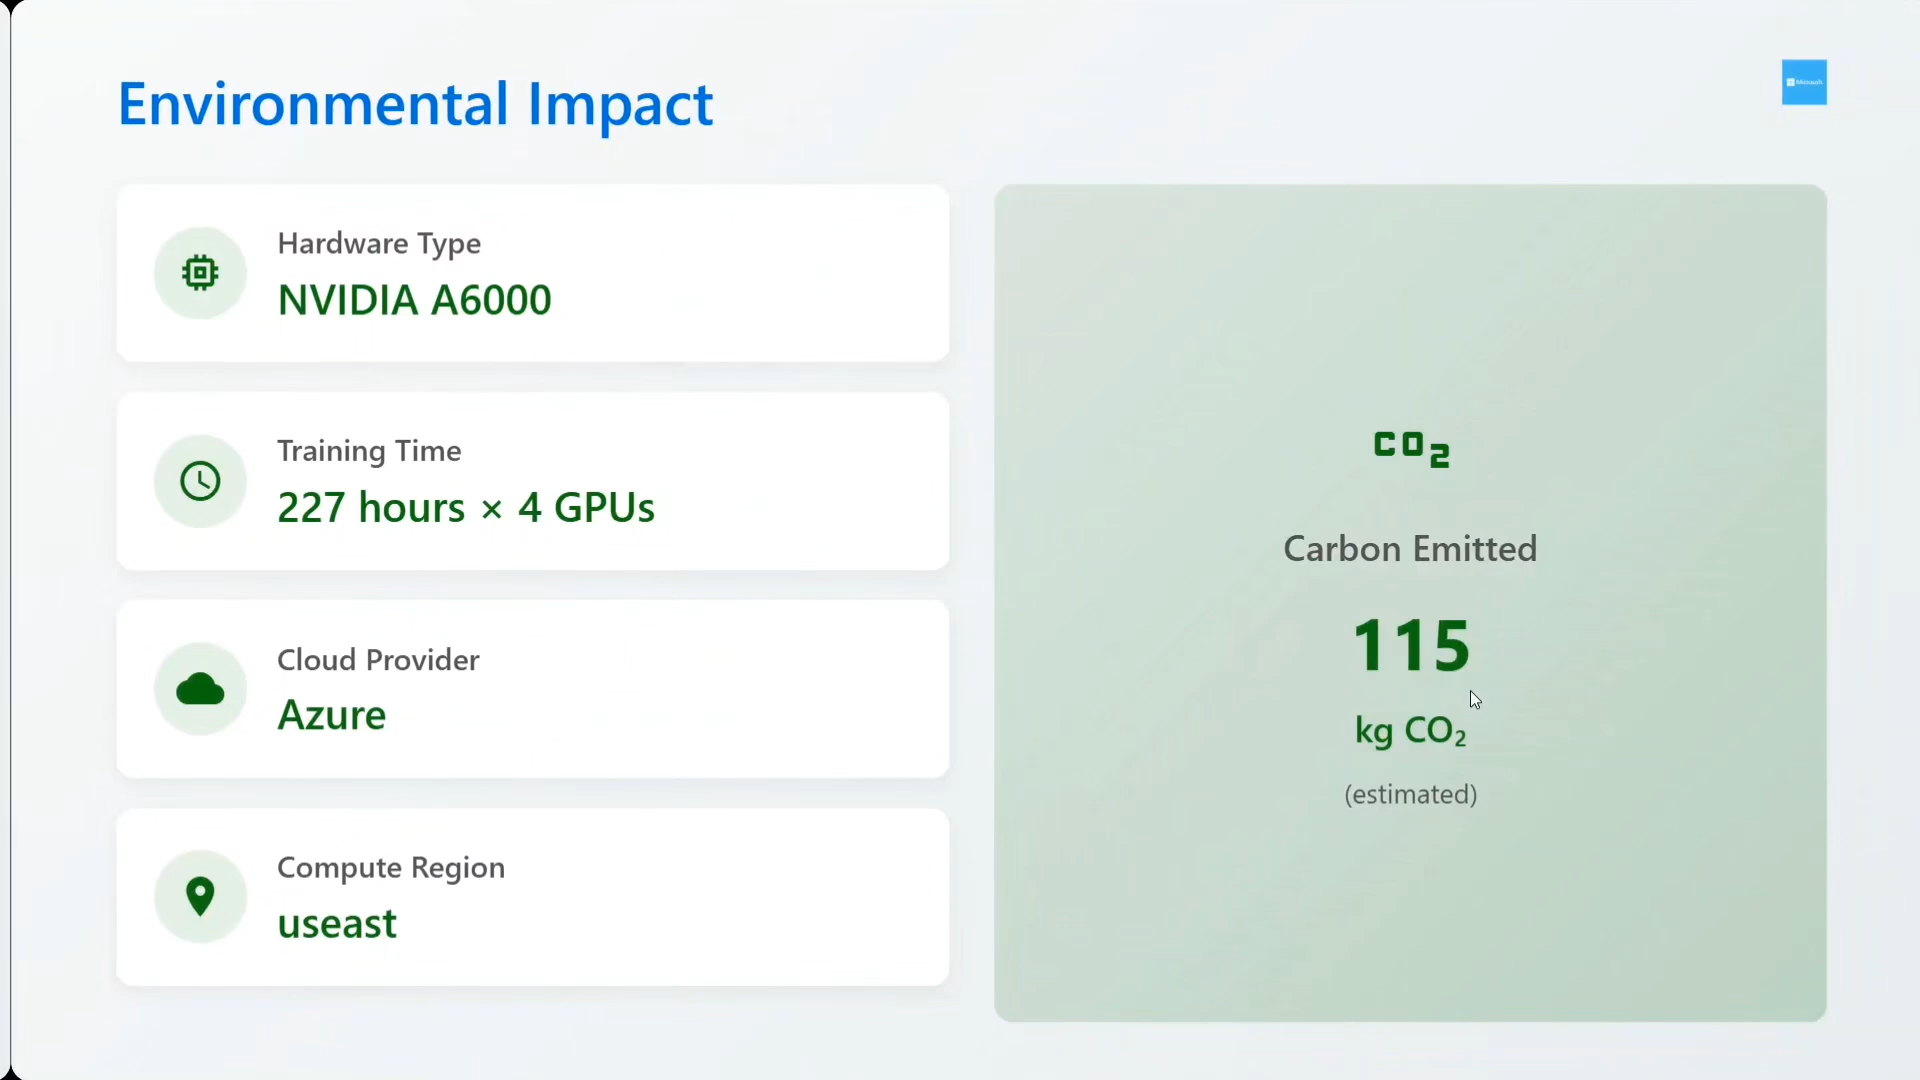 Environmental Impact
Microsoft
Hardware Type
NVIDIA A6000
Training Time
227 hours × 4 GPUs
Cloud Provider
Azure
Compute Region
useast
CO₂
Carbon Emitted
115
kg CO₂
(estimated)